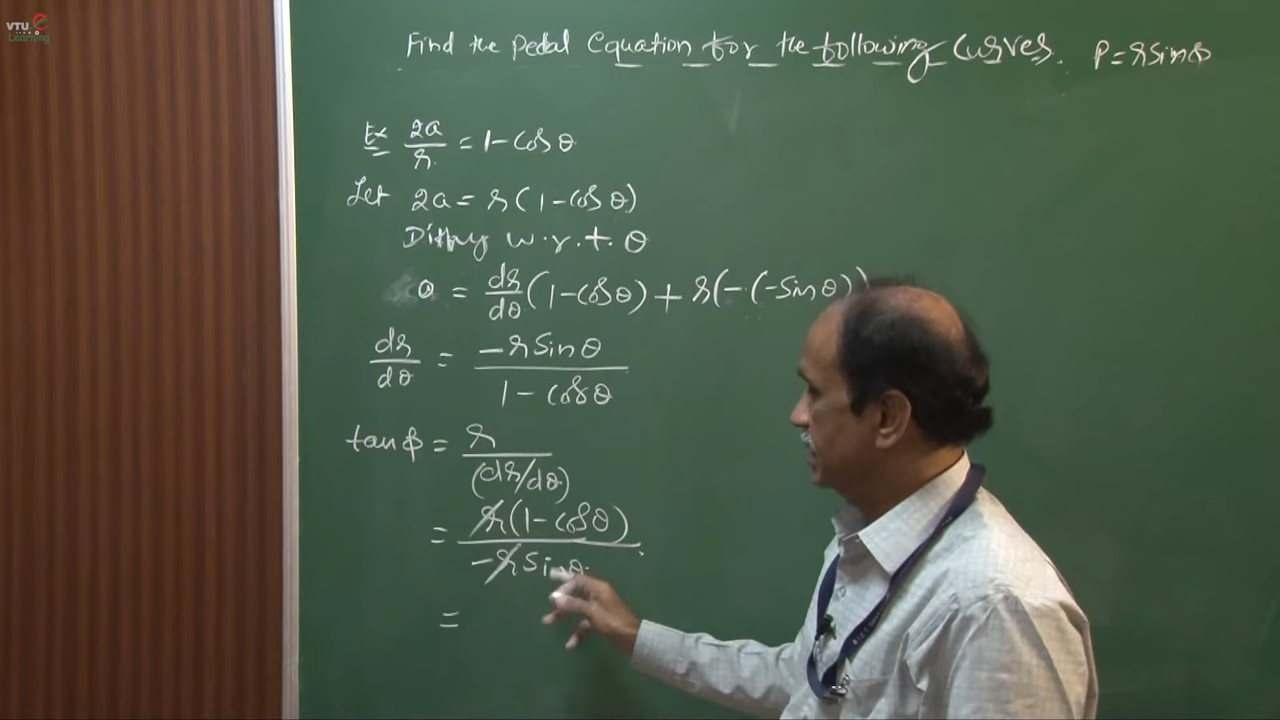 VTU e Learning
Find the Pedal Equation for the following Curves. P = r sin φ
Ex 2a/r = 1 - cos θ
Let 2a = r(1 - cos θ)
w.r.t. θ
0 = dr/dθ (1 - cos θ) + r(-(-sin θ))
dr/dθ = -r sin θ / 1 - cos θ
tan φ = r / (dr/dθ)
= r(1 - cos θ) / -r sin θ
=